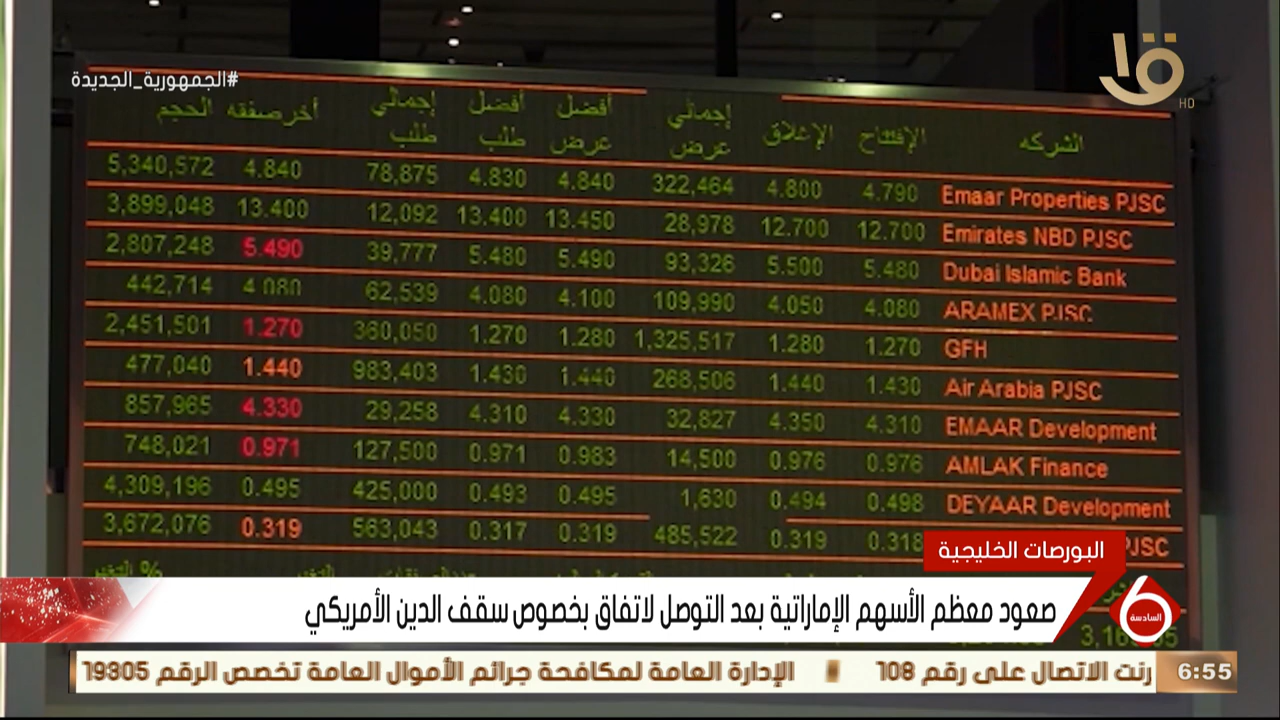 #الجمهورية_الجديدة
HD
الشركه الإفتتاح الإغلاق إجمالي عرض أفضل عرض أفضل طلب إجمالي طلب أخرصفقه الحجم
Emaar Properties PJSC 4.790 4.800 322,464 4.840 4.830 78,875 4.840 5,340,572
Emirates NBD PJSC 12.700 12.700 28,978 13.450 13.400 12,092 13.400 3,899,048
Dubai Islamic Bank 5.480 5.500 93,326 5.490 5.480 39,777 5.490 2,807,248
ARAMEX PJSC 4.080 4.050 109,990 4.100 4.080 62,539 4.080 442,714
GFH 1.270 1.280 1,325,517 1.280 1.270 360,050 1.270 2,451,501
Air Arabia PJSC 1.430 1.440 268,506 1.440 1.430 983,403 1.440 477,040
EMAAR Development 4.310 4.350 32,827 4.330 4.310 29,258 4.330 857,965
AMLAK Finance 0.976 0.976 14,500 0.983 0.971 127,500 0.971 748,021
DEYAAR Development 0.498 0.494 1,630 0.495 0.493 425,000 0.495 4,309,196
PJSC 0.318 0.319 485,522 0.319 0.317 563,043 0.319 3,672,076
البورصات الخليجية
السادسة
صعود معظم الأسهم الإماراتية بعد التوصل لاتفاق بخصوص سقف الدين الأمريكي
6:55
رنت الاتصال على رقم 108
الإدارة العامة لمكافحة جرائم الأموال العامة تخصص الرقم 19305